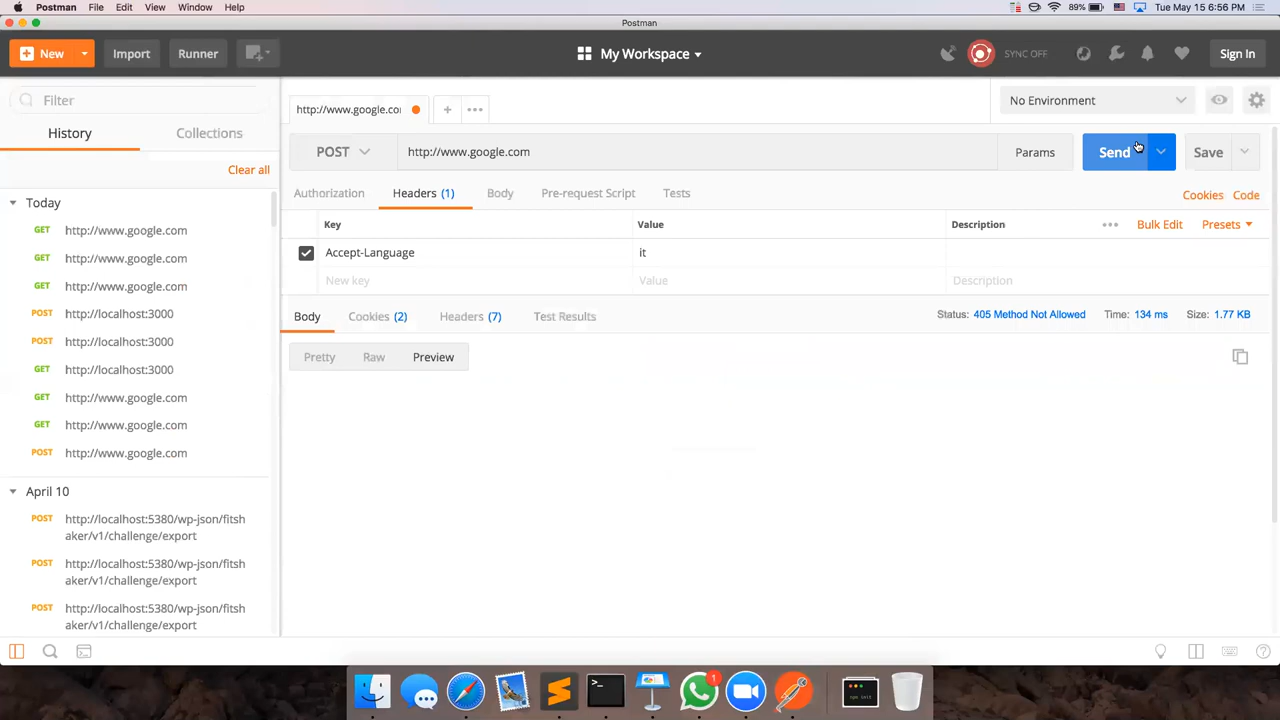 Postman File Edit View Window Help 89% Tue May 15 6:56 PM
Postman
New Import Runner My Workspace SYNC OFF Sign In
Filter
http://www.google.co No Environment
History Collections
POST http://www.google.com Params Send Save
Clear all
Authorization Headers (1) Body Pre-request Script Tests Cookies Code
Today
Key Value Description Bulk Edit Presets
GET http://www.google.com
Accept-Language it
GET http://www.google.com
New key Value Description
GET http://www.google.com
POST http://localhost:3000
Body Cookies (2) Headers (7) Test Results Status: 405 Method Not Allowed Time: 134 ms Size: 1.77 KB
POST http://localhost:3000
Pretty Raw Preview
GET http://localhost:3000
GET http://www.google.com
GET http://www.google.com
POST http://www.google.com
April 10
POST http://localhost:5380/wp-json/fitsh
aker/v1/challenge/export
POST http://localhost:5380/wp-json/fitsh
aker/v1/challenge/export
POST http://localhost:5380/wp-json/fitsh
aker/v1/challenge/export
1